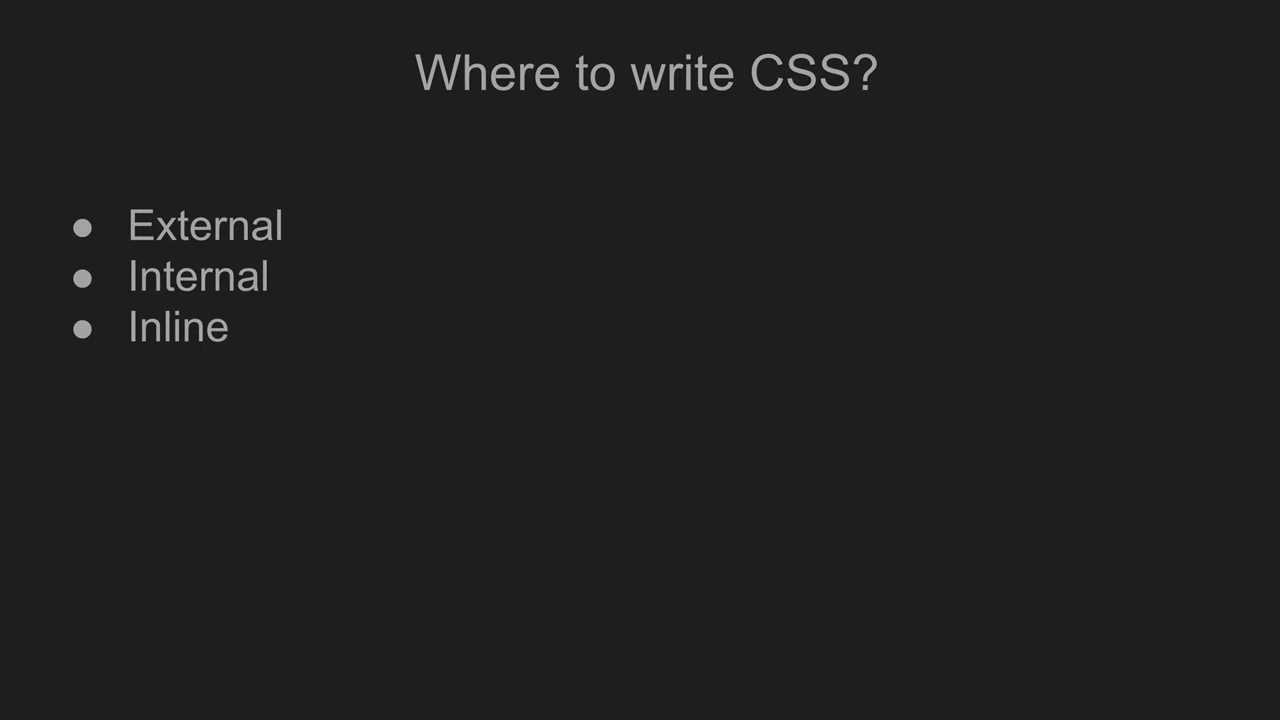 Where to write CSS?
● External
● Internal
● Inline